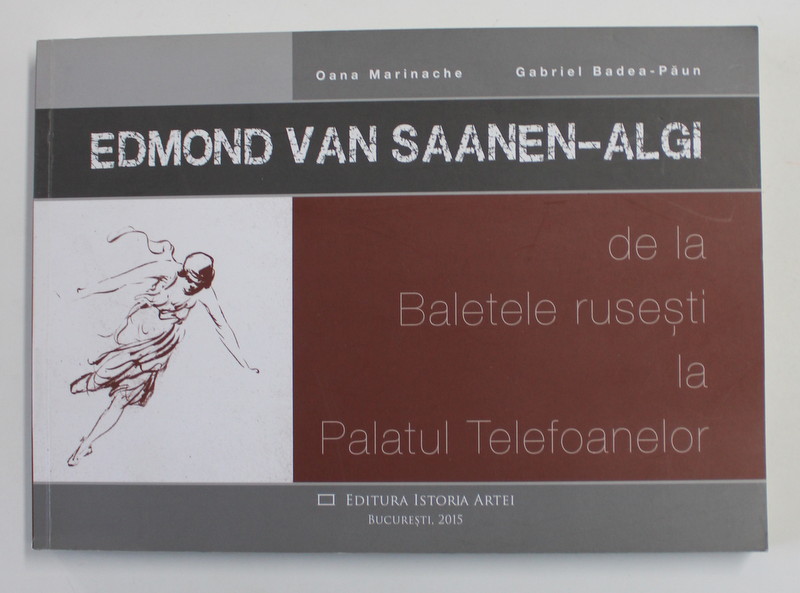 Oana Marinache Gabriel Badea-Păun
EDMOND VAN SAANEN-ALGI
de la
Baletele rusești
la
Palatul Telefoanelor
EDITURA ISTORIA ARTEI
BUCUREȘTI, 2015